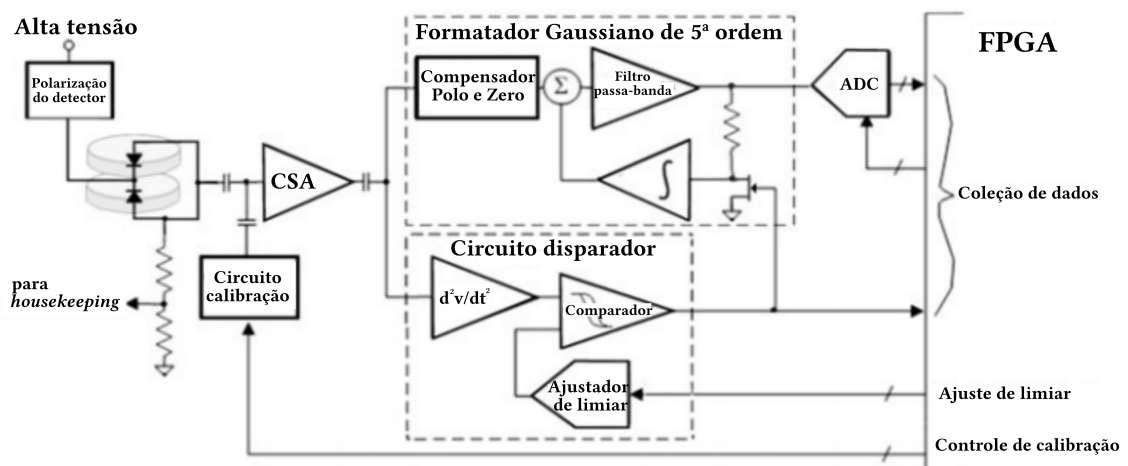 Alta tensão
Polarização
do detector
CSA
Circuito
calibração
para
housekeeping
Formatador Gaussiano de 5ª ordem
Compensador
Polo e Zero
Σ
Filtro
passa-banda
∫
Circuito disparador
d²v/dt²
Comparador
Ajustador
de limiar
ADC
FPGA
Coleção de dados
Ajuste de limiar
Controle de calibração